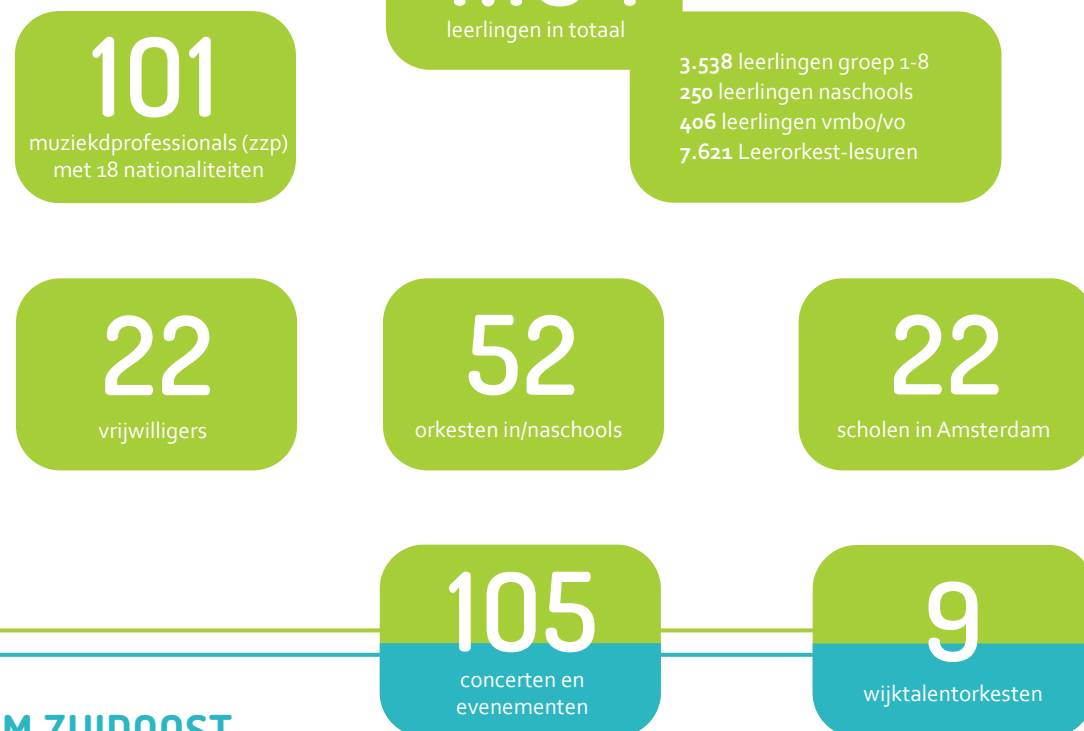 101
muziekdprofessionals (zzp)
met 18 nationaliteiten
leerlingen in totaal
3.538 leerlingen groep 1-8
250 leerlingen naschools
406 leerlingen vmbo/vo
7.621 Leerorkest-lesuren
22
vrijwilligers
52
orkesten in/naschools
22
scholen in Amsterdam
105
concerten en
evenementen
9
wijktalentorkesten
M ZUIDOOST